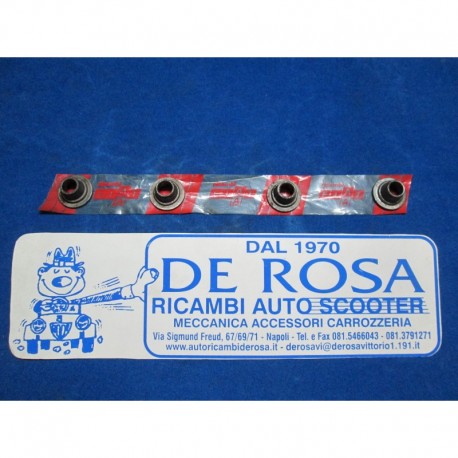 DAL 1970
DE ROSA
RICAMBI AUTO SCOOTER
MECCANICA ACCESSORI CARROZZERIA
Via Sigmund Freud, 67/69/71 - Napoli - Tel. e Fax 081.5466043 - 081.3791271
www.autoricambiderosa.it - derosavi@derosavittorio1.191.it